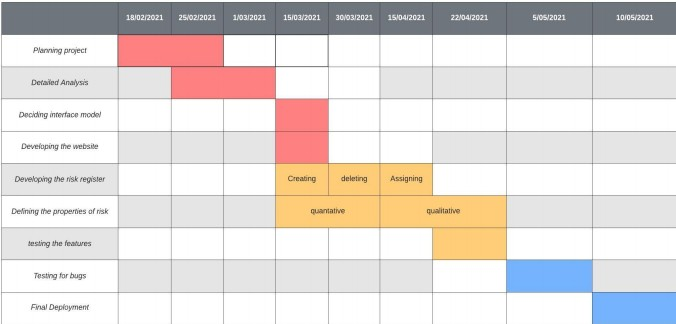 18/02/2021 25/02/2021 1/03/2021 15/03/2021 30/03/2021 15/04/2021 22/04/2021 5/05/2021 10/05/2021
Planning project
Detailed Analysis
Deciding interface model
Developing the website
Developing the risk register Creating deleting Assigning
Defining the properties of risk quantative qualitative
testing the features
Testing for bugs
Final Deployment